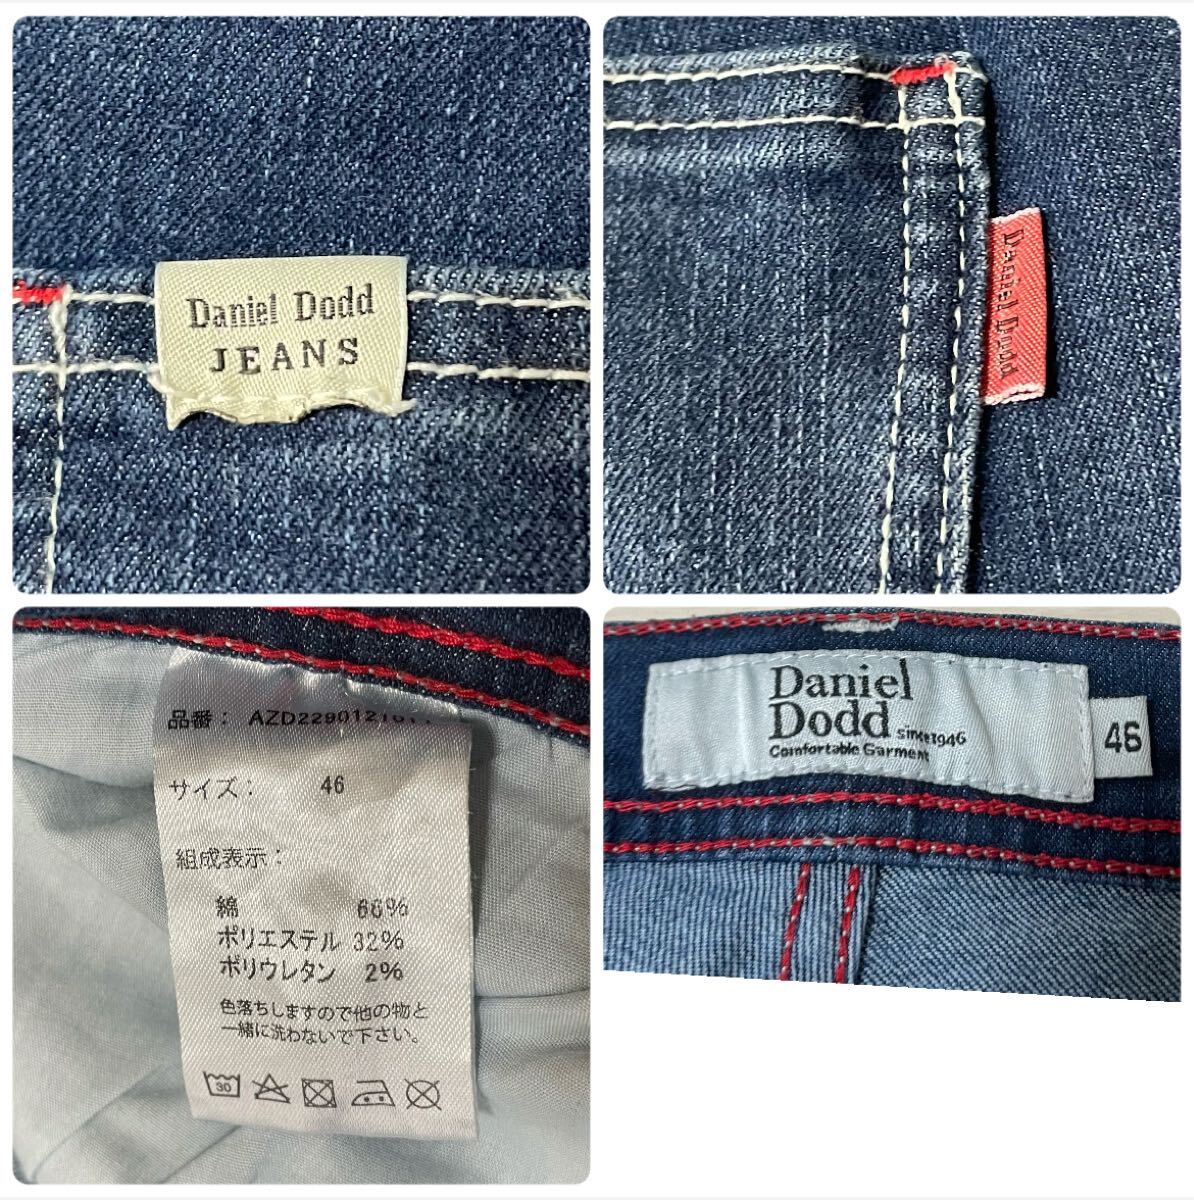 Daniel Dodd
JEANS
Daniel Dodd
品番：
サイズ： 46
組成表示：
綿 66%
ポリエステル 32%
ポリウレタン 2%
色落ちしますので他の物と
一緒に洗わないで下さい。
30
Daniel
Dodd since1946
Comfortable Garment
46